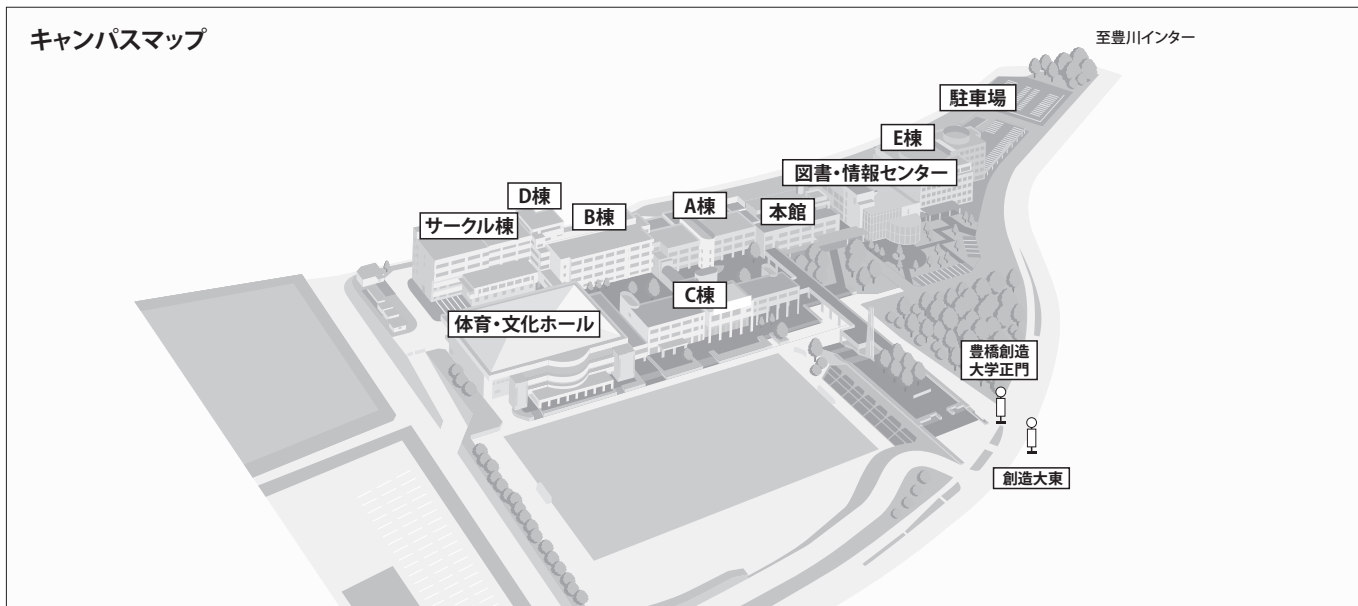 キャンパスマップ
至豊川インター
駐車場
E棟
図書・情報センター
D棟
B棟
A棟
本館
サークル棟
C棟
体育・文化ホール
豊橋創造
大学正門
創造大東